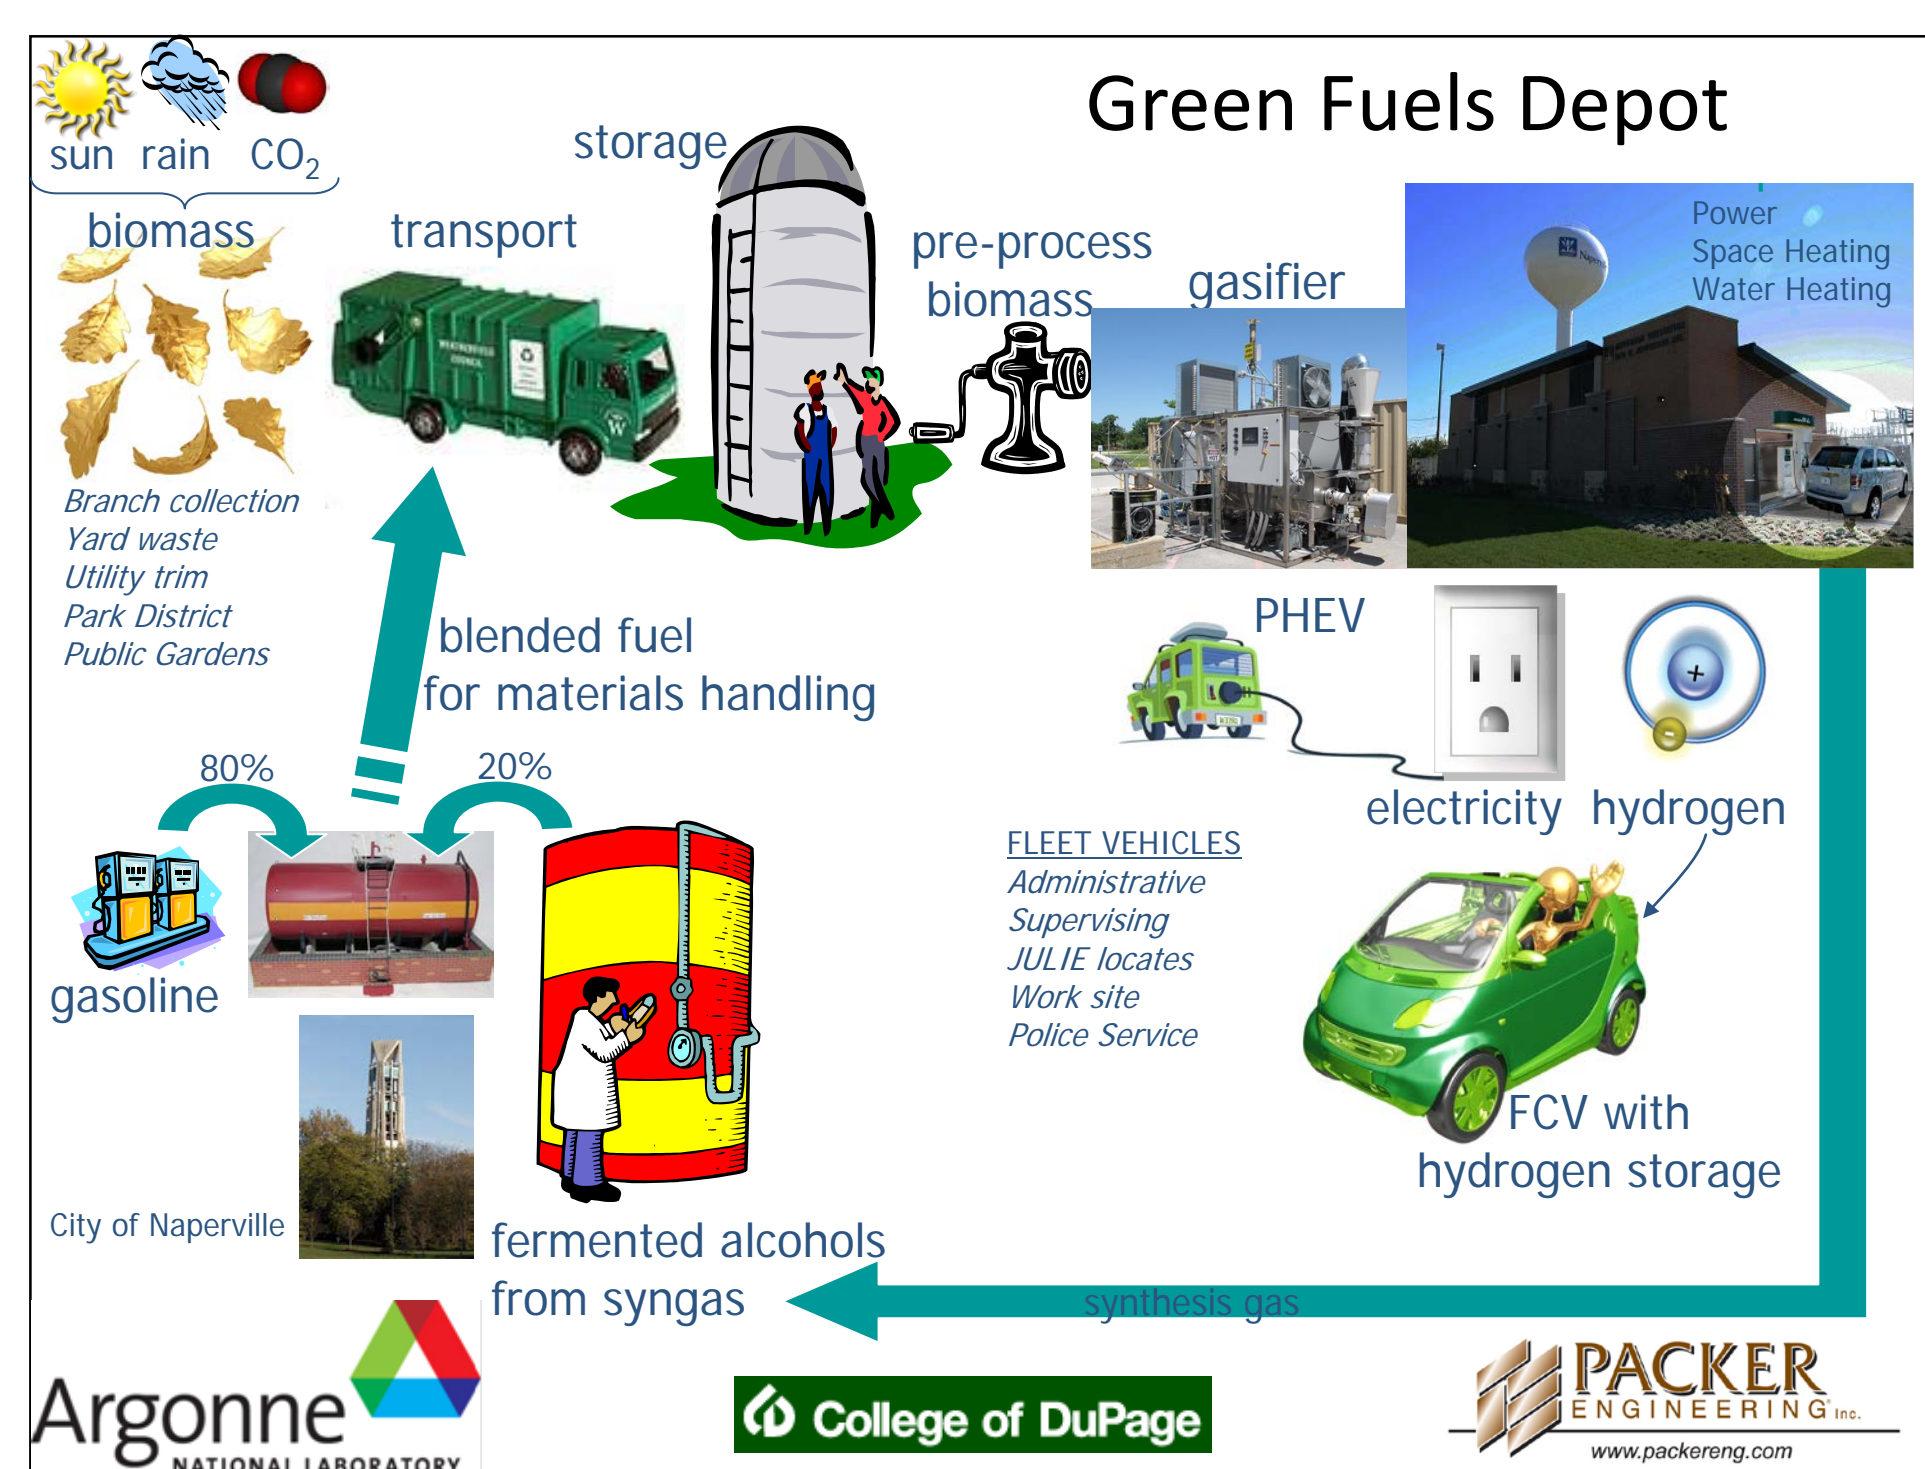 Green Fuels Depot
sun rain CO₂
biomass
transport
storage
pre-process
biomass
gasifier
Power
Space Heating
Water Heating
Naperville
WEATHERFIELD
COUNCIL
W
Branch collection
Yard waste
Utility trim
Park District
Public Gardens
blended fuel
for materials handling
80%
20%
gasoline
PHEV
electricity
hydrogen
+
-
FLEET VEHICLES
Administrative
Supervising
JULIE locates
Work site
Police Service
FCV with
hydrogen storage
City of Naperville
fermented alcohols
from syngas
synthesis gas
Argonne
NATIONAL LABORATORY
College of DuPage
PACKER
ENGINEERING Inc.
www.packereng.com